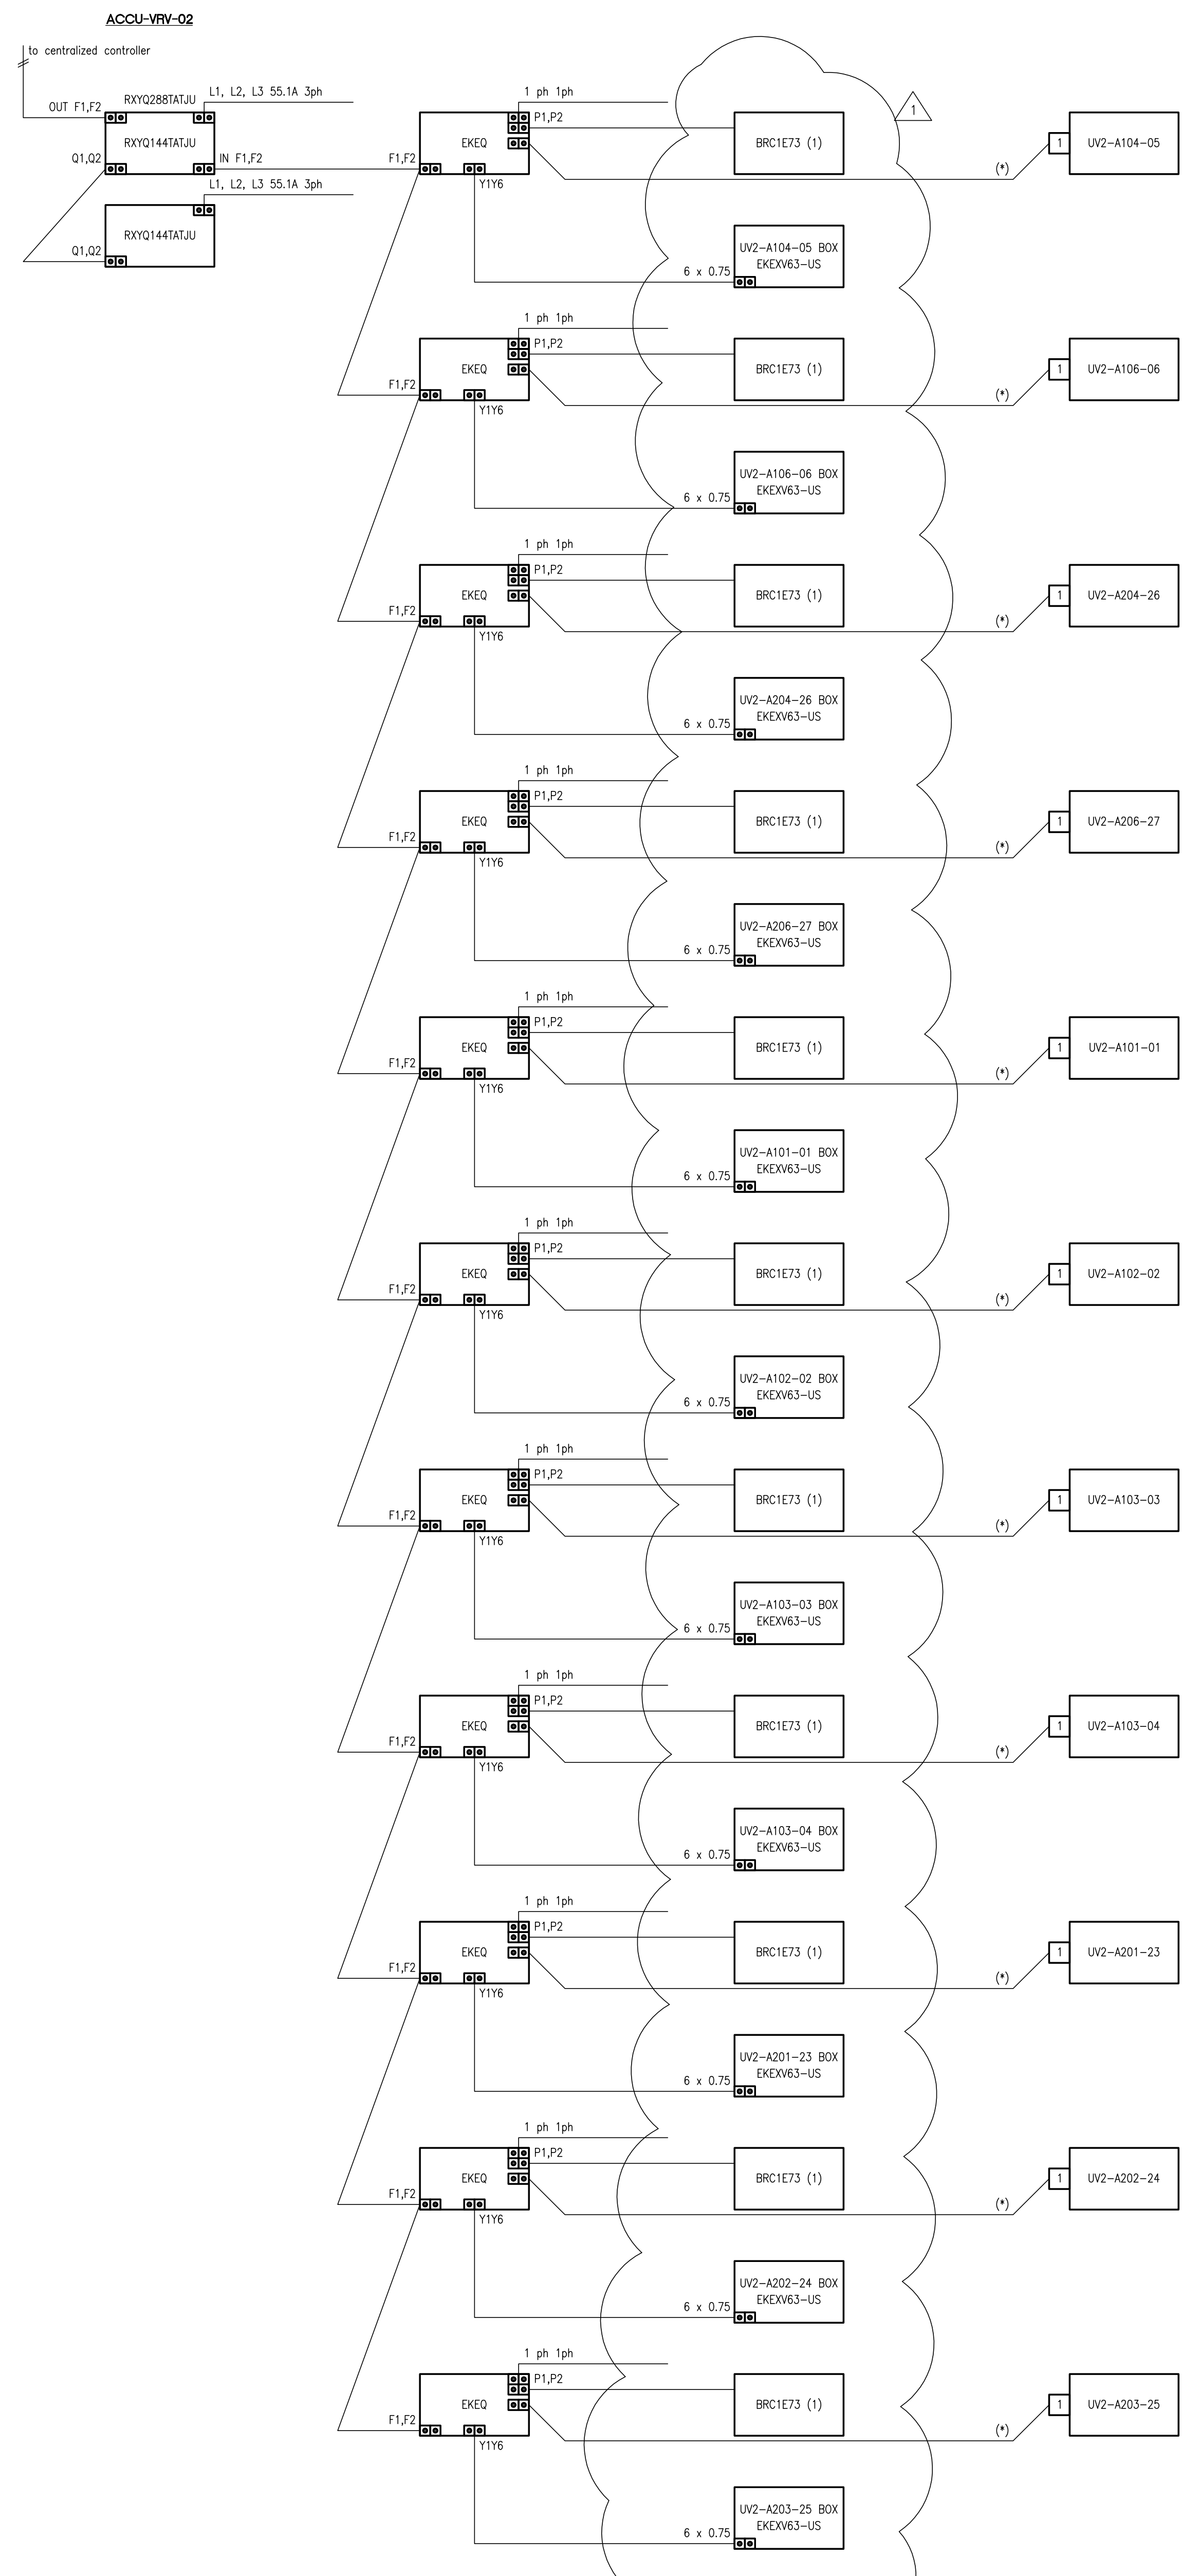 ACCU-VRV-02
to centralized controller
OUT F1,F2
RXYQ288TATJU
L1, L2, L3 55.1A 3ph
RXYQ144TATJU
Q1,Q2
IN F1,F2
L1, L2, L3 55.1A 3ph
RXYQ144TATJU
Q1,Q2
1
1 ph 1ph
P1,P2
EKEQ
BRC1E73 (1)
1
UV2-A104-05
F1,F2
(*)
Y1Y6
UV2-A104-05 BOX
EKEXV63-US
6 x 0.75
1 ph 1ph
P1,P2
EKEQ
BRC1E73 (1)
1
UV2-A106-06
F1,F2
(*)
Y1Y6
UV2-A106-06 BOX
EKEXV63-US
6 x 0.75
1 ph 1ph
P1,P2
EKEQ
BRC1E73 (1)
1
UV2-A204-26
F1,F2
(*)
Y1Y6
UV2-A204-26 BOX
EKEXV63-US
6 x 0.75
1 ph 1ph
P1,P2
EKEQ
BRC1E73 (1)
1
UV2-A206-27
F1,F2
(*)
Y1Y6
UV2-A206-27 BOX
EKEXV63-US
6 x 0.75
1 ph 1ph
P1,P2
EKEQ
BRC1E73 (1)
1
UV2-A101-01
F1,F2
(*)
Y1Y6
UV2-A101-01 BOX
EKEXV63-US
6 x 0.75
1 ph 1ph
P1,P2
EKEQ
BRC1E73 (1)
1
UV2-A102-02
F1,F2
(*)
Y1Y6
UV2-A102-02 BOX
EKEXV63-US
6 x 0.75
1 ph 1ph
P1,P2
EKEQ
BRC1E73 (1)
1
UV2-A103-03
F1,F2
(*)
Y1Y6
UV2-A103-03 BOX
EKEXV63-US
6 x 0.75
1 ph 1ph
P1,P2
EKEQ
BRC1E73 (1)
1
UV2-A103-04
F1,F2
(*)
Y1Y6
UV2-A103-04 BOX
EKEXV63-US
6 x 0.75
1 ph 1ph
P1,P2
EKEQ
BRC1E73 (1)
1
UV2-A201-23
F1,F2
(*)
Y1Y6
UV2-A201-23 BOX
EKEXV63-US
6 x 0.75
1 ph 1ph
P1,P2
EKEQ
BRC1E73 (1)
1
UV2-A202-24
F1,F2
(*)
Y1Y6
UV2-A202-24 BOX
EKEXV63-US
6 x 0.75
1 ph 1ph
P1,P2
EKEQ
BRC1E73 (1)
1
UV2-A203-25
F1,F2
(*)
Y1Y6
UV2-A203-25 BOX
EKEXV63-US
6 x 0.75